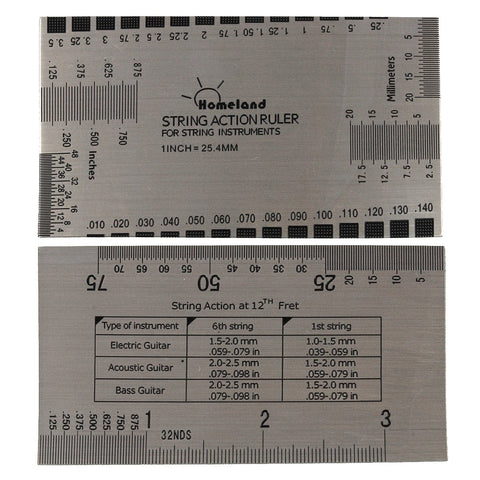 3.5 3.25 3 2.75 2.5 2.25 2 1.75 1.50 1.25 1 .75 .5 .25
.125 .375 .625 .875
.250 .500 .750
Homeland
STRING ACTION RULER
FOR STRING INSTRUMENTS
1INCH = 25.4MM
Millimeters
5
10
15
20
20 15 10 5
17.5 12.5 7.5 2.5
Inches
48
44
40
36
32
28
24
20
16
12
8
4
.010 .020 .030 .040 .050 .060 .070 .080 .090 .100 .110 .120 .130 .140
75 70 65 60 55 50 45 40 35 30 25 20 15 10 5
String Action at 12TH Fret
Type of instrument 6th string 1st string
Electric Guitar 1.5-2.0 mm 1.0-1.5 mm
.059-.079 in .039-.059 in
Acoustic Guitar 2.0-2.5 mm 1.5-2.0 mm
.079-.098 in .059-.079 in
Bass Guitar 2.0-2.5 mm 1.5-2.0 mm
.079-.098 in .059-.079 in
.125 .250 .375 .500 .625 .750 .875 1 2 3
32NDS